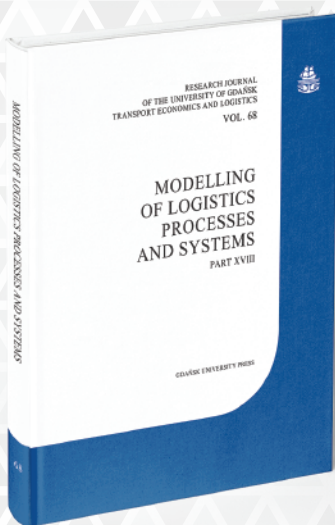 RESEARCH JOURNAL
OF THE UNIVERSITY OF GDAŃSK
TRANSPORT ECONOMICS AND LOGISTICS
VOL. 68
MODELLING
OF LOGISTICS
PROCESSES
AND SYSTEMS
PART XVIII
GDAŃSK UNIVERSITY PRESS
MODELLING OF LOGISTICS PROCESSES AND SYSTEMS
68